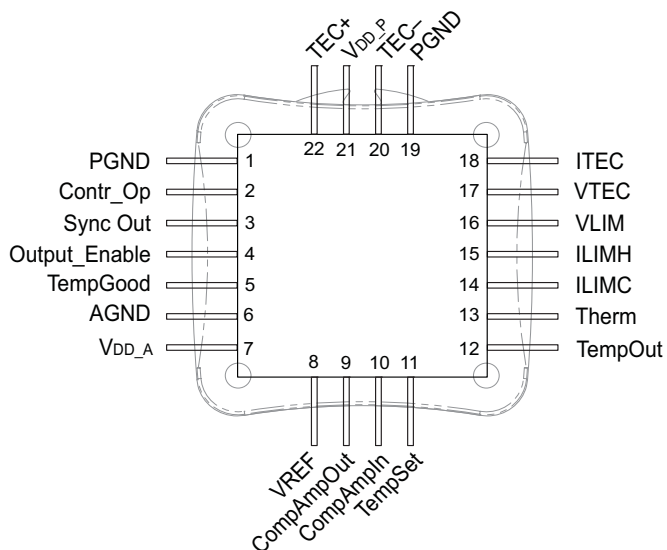 TEC+
VDD_P
TEC–
PGND
22
21
20
19
PGND
1
18
ITEC
Contr_Op
2
17
VTEC
Sync Out
3
16
VLIM
Output_Enable
4
15
ILIMH
TempGood
5
14
ILIMC
AGND
6
13
Therm
VDD_A
7
12
TempOut
8
9
10
11
VREF
CompAmpOut
CompAmpIn
TempSet